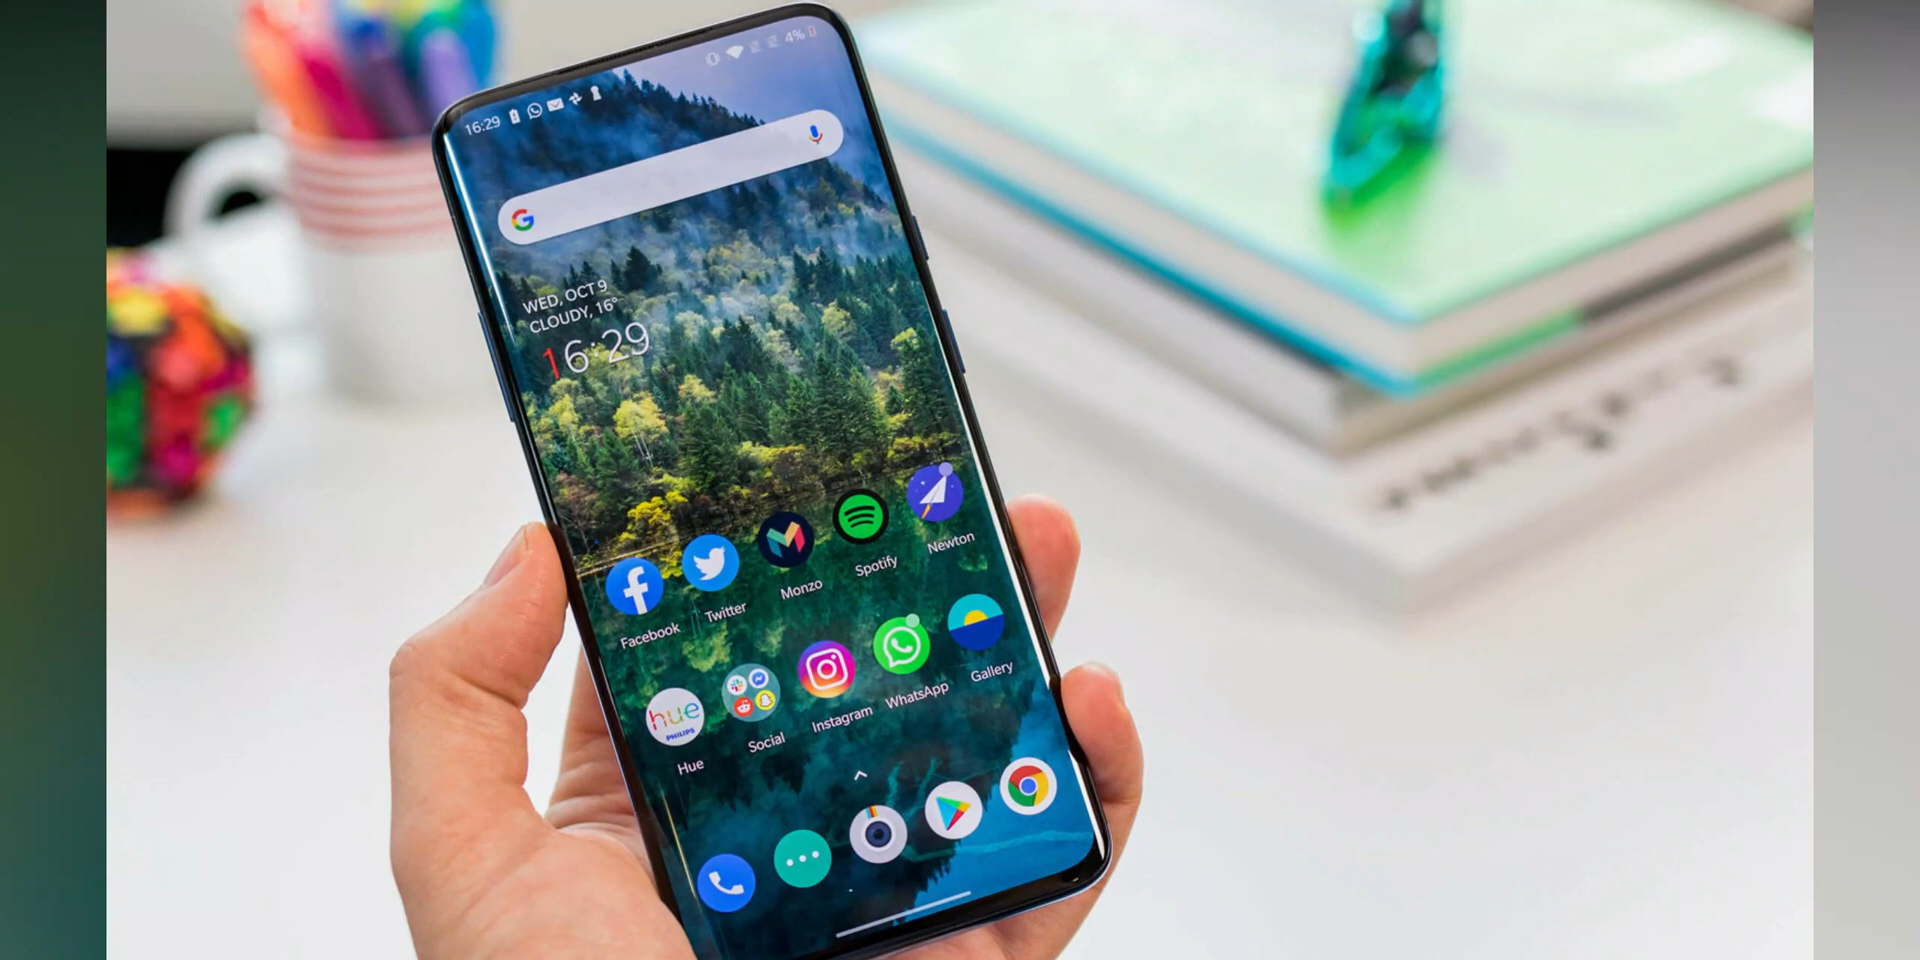 16:29
4%
WED, OCT 9
CLOUDY, 16°
16:29
Facebook
Twitter
Monzo
Spotify
Newton
hue
PHILIPS
Hue
Social
Instagram
WhatsApp
Gallery